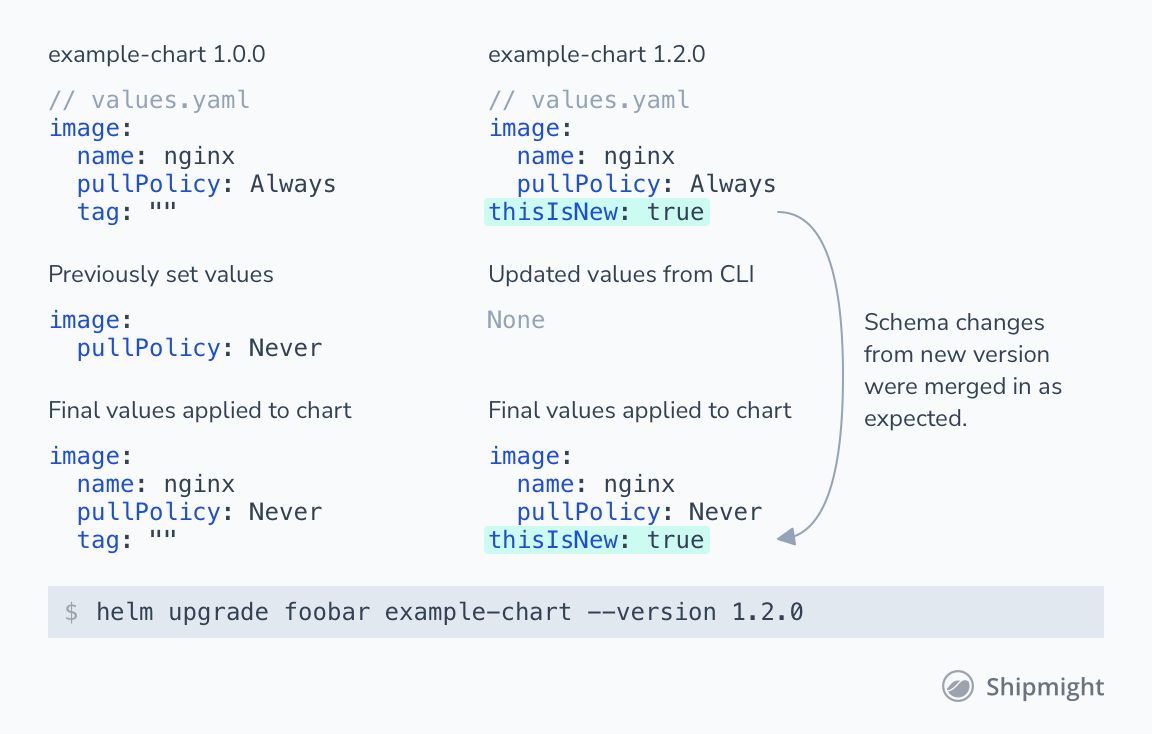 example-chart 1.0.0
// values.yaml
image:
  name: nginx
  pullPolicy: Always
  tag: ""
Previously set values
image:
  pullPolicy: Never
Final values applied to chart
image:
  name: nginx
  pullPolicy: Never
  tag: ""
example-chart 1.2.0
// values.yaml
image:
  name: nginx
  pullPolicy: Always
thisIsNew: true
Updated values from CLI
None
Final values applied to chart
image:
  name: nginx
  pullPolicy: Never
thisIsNew: true
Schema changes
from new version
were merged in as
expected.
$ helm upgrade foobar example-chart --version 1.2.0
Shipmight